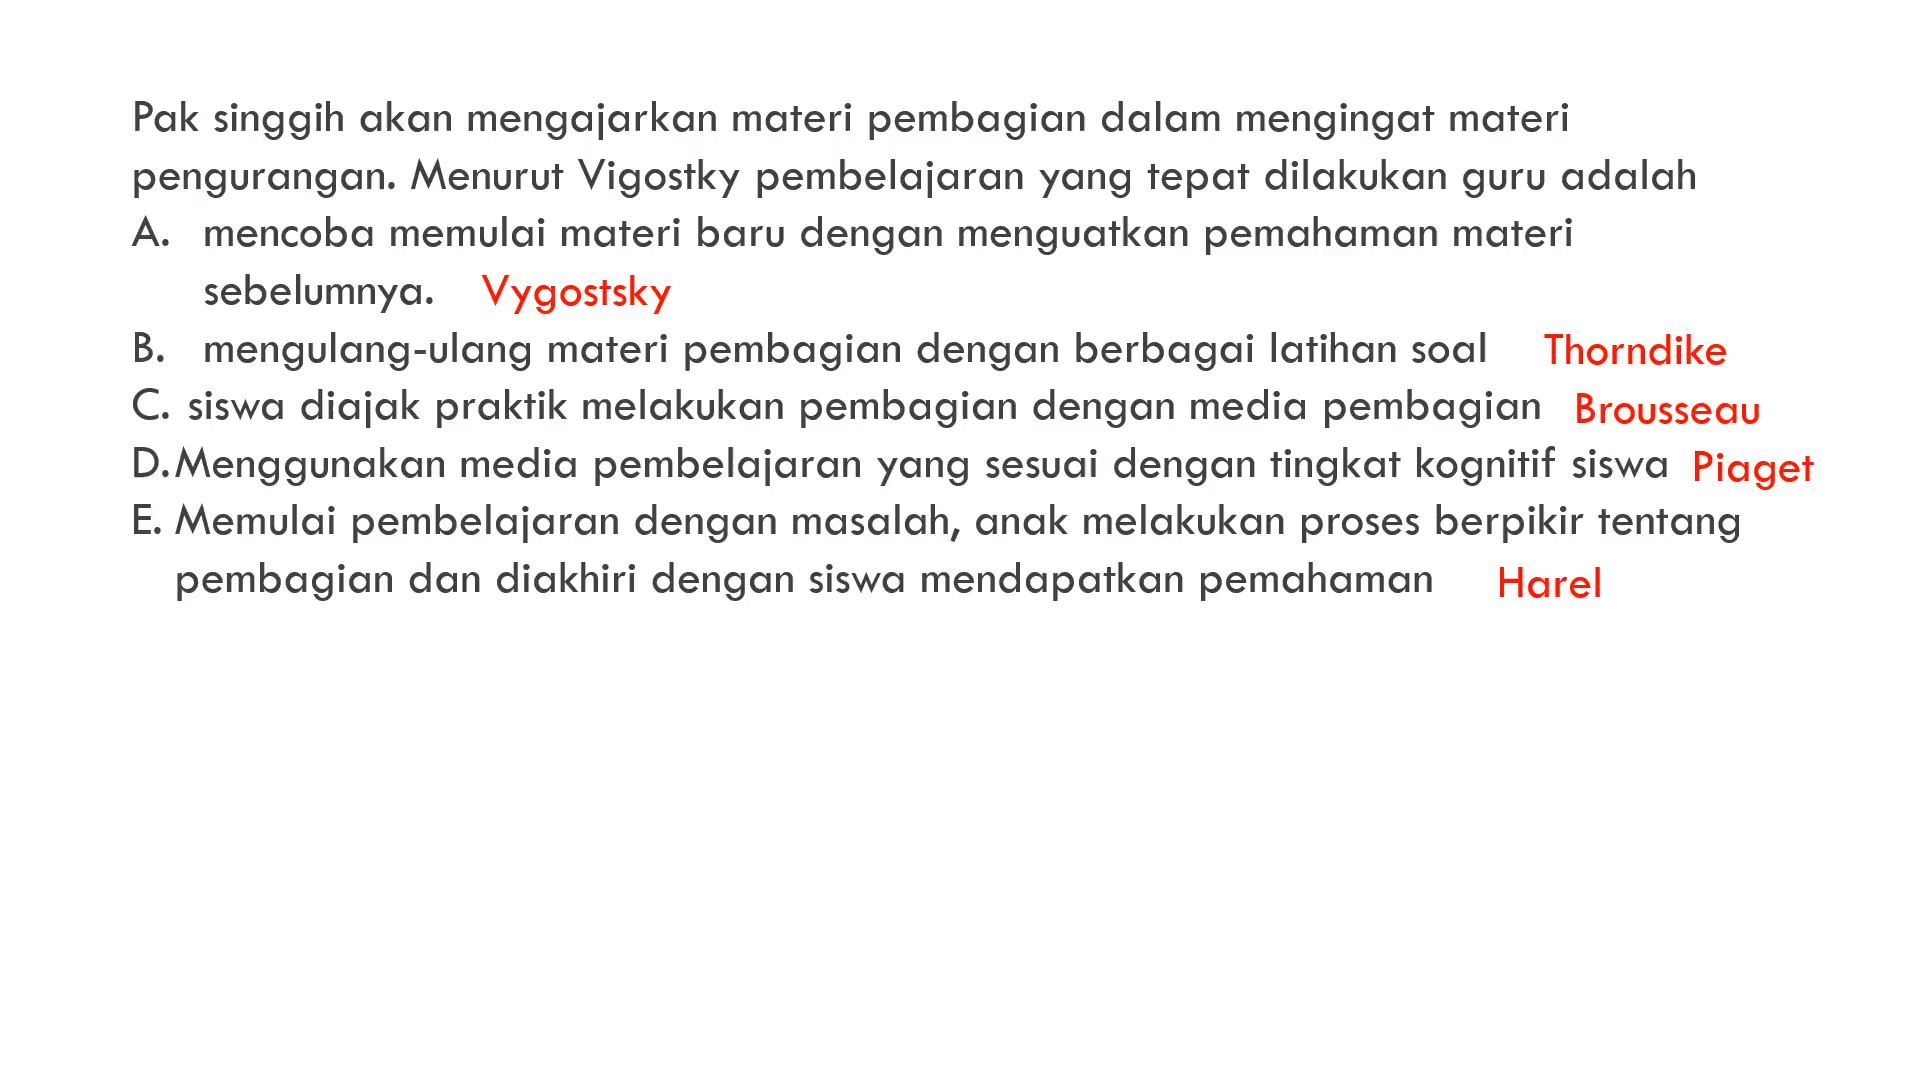 Pak singgih akan mengajarkan materi pembagian dalam mengingat materi
pengurangan. Menurut Vigostky pembelajaran yang tepat dilakukan guru adalah
A. mencoba memulai materi baru dengan menguatkan pemahaman materi
sebelumnya. Vygostsky
B. mengulang-ulang materi pembagian dengan berbagai latihan soal Thorndike
C. siswa diajak praktik melakukan pembagian dengan media pembagian Brousseau
D. Menggunakan media pembelajaran yang sesuai dengan tingkat kognitif siswa Piaget
E. Memulai pembelajaran dengan masalah, anak melakukan proses berpikir tentang
pembagian dan diakhiri dengan siswa mendapatkan pemahaman Harel